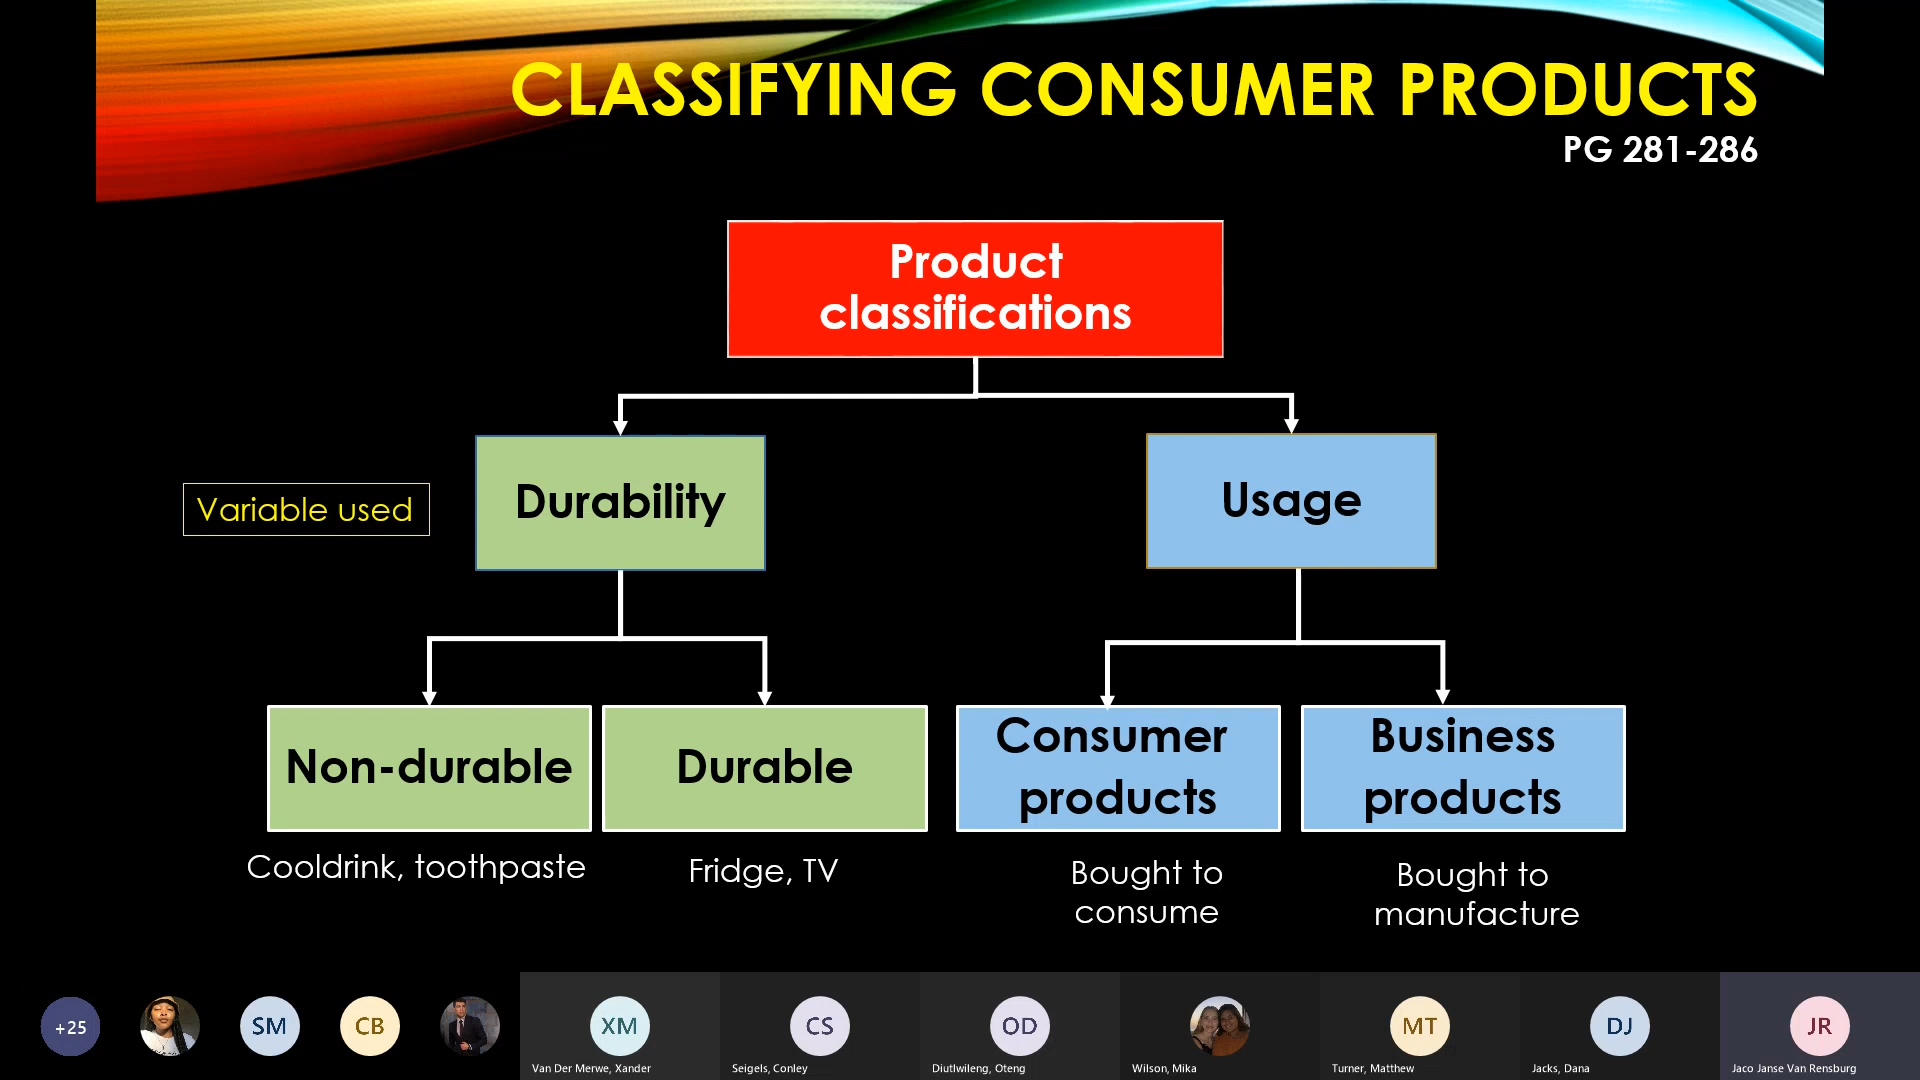 CLASSIFYING CONSUMER PRODUCTS
PG 281-286
Product
classifications
Variable used
Durability
Usage
Non-durable
Durable
Consumer
products
Business
products
Cooldrink, toothpaste
Fridge, TV
Bought to
consume
Bought to
manufacture
+25
SM
CB
XM
CS
OD
MT
DJ
JR
Van Der Merwe, Xander
Seigels, Conley
Diutlwileng, Oteng
Wilson, Mika
Turner, Matthew
Jacks, Dana
Jaco Janse Van Rensburg